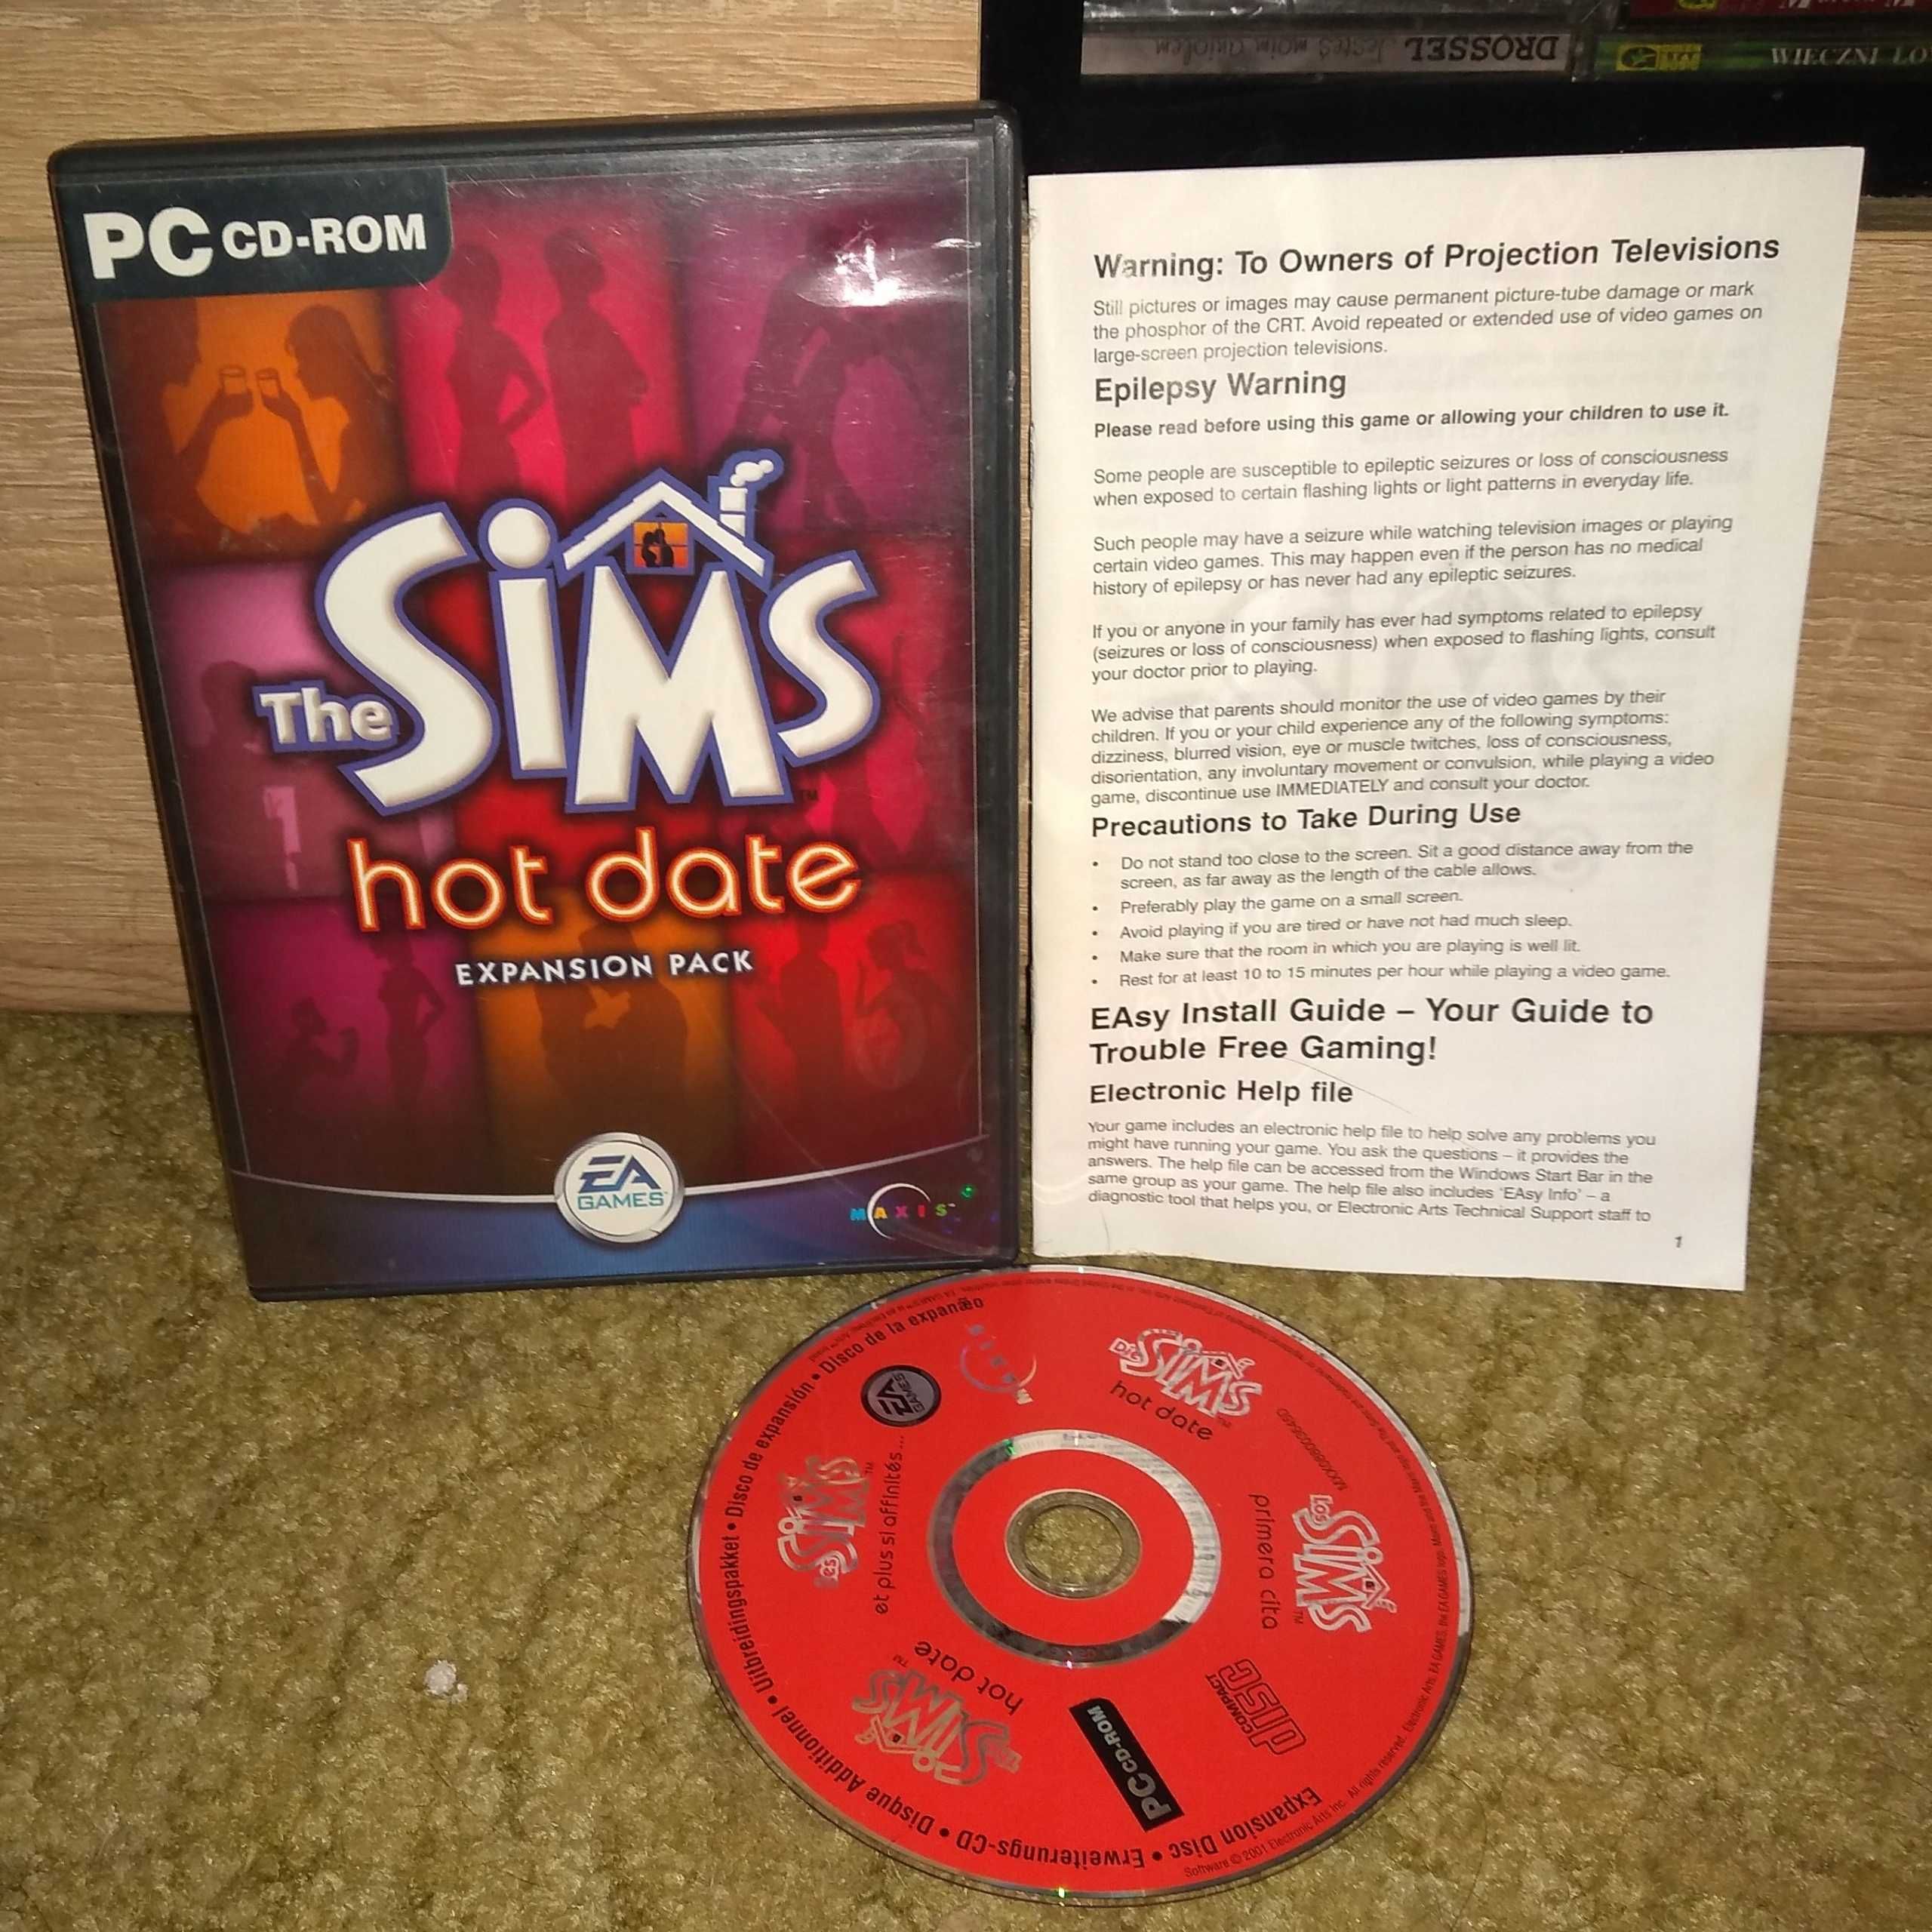 DROSSEL Jesteś moim aniołem
WIECZNI LO
PC CD-ROM
The SiMS
hot date
EXPANSION PACK
EA
GAMES
MAXIS™
Warning: To Owners of Projection Televisions
Still pictures or images may cause permanent picture-tube damage or mark
the phosphor of the CRT. Avoid repeated or extended use of video games on
large-screen projection televisions.
Epilepsy Warning
Please read before using this game or allowing your children to use it.
Some people are susceptible to epileptic seizures or loss of consciousness
when exposed to certain flashing lights or light patterns in everyday life.
Such people may have a seizure while watching television images or playing
certain video games. This may happen even if the person has no medical
history of epilepsy or has never had any epileptic seizures.
If you or anyone in your family has ever had symptoms related to epilepsy
(seizures or loss of consciousness) when exposed to flashing lights, consult
your doctor prior to playing.
We advise that parents should monitor the use of video games by their
children. If you or your child experience any of the following symptoms:
dizziness, blurred vision, eye or muscle twitches, loss of consciousness,
disorientation, any involuntary movement or convulsion, while playing a video
game, discontinue use IMMEDIATELY and consult your doctor.
Precautions to Take During Use
• Do not stand too close to the screen. Sit a good distance away from the
screen, as far away as the length of the cable allows.
• Preferably play the game on a small screen.
• Avoid playing if you are tired or have not had much sleep.
• Make sure that the room in which you are playing is well lit.
• Rest for at least 10 to 15 minutes per hour while playing a video game.
EAsy Install Guide – Your Guide to
Trouble Free Gaming!
Electronic Help file
Your game includes an electronic help file to help solve any problems you
might have running your game. You ask the questions – it provides the
answers. The help file can be accessed from the Windows Start Bar in the
same group as your game. The help file also includes ‘EAsy Info’ – a
diagnostic tool that helps you, or Electronic Arts Technical Support staff to
1
Expansion Disc • Erweiterungs-CD • Disque Additionnel • Uitbreidingspakket • Disco de expansión • Disco de la expanæo
Die SiMS™
hot date
Los SiMS™
primera cita
COMPACT
disc
PC CD-ROM
The SiMS™
hot date
Les SiMS™
et plus si affinités...
EA
GAMES
MAXIS
Software © 2001 Electronic Arts Inc. All rights reserved.